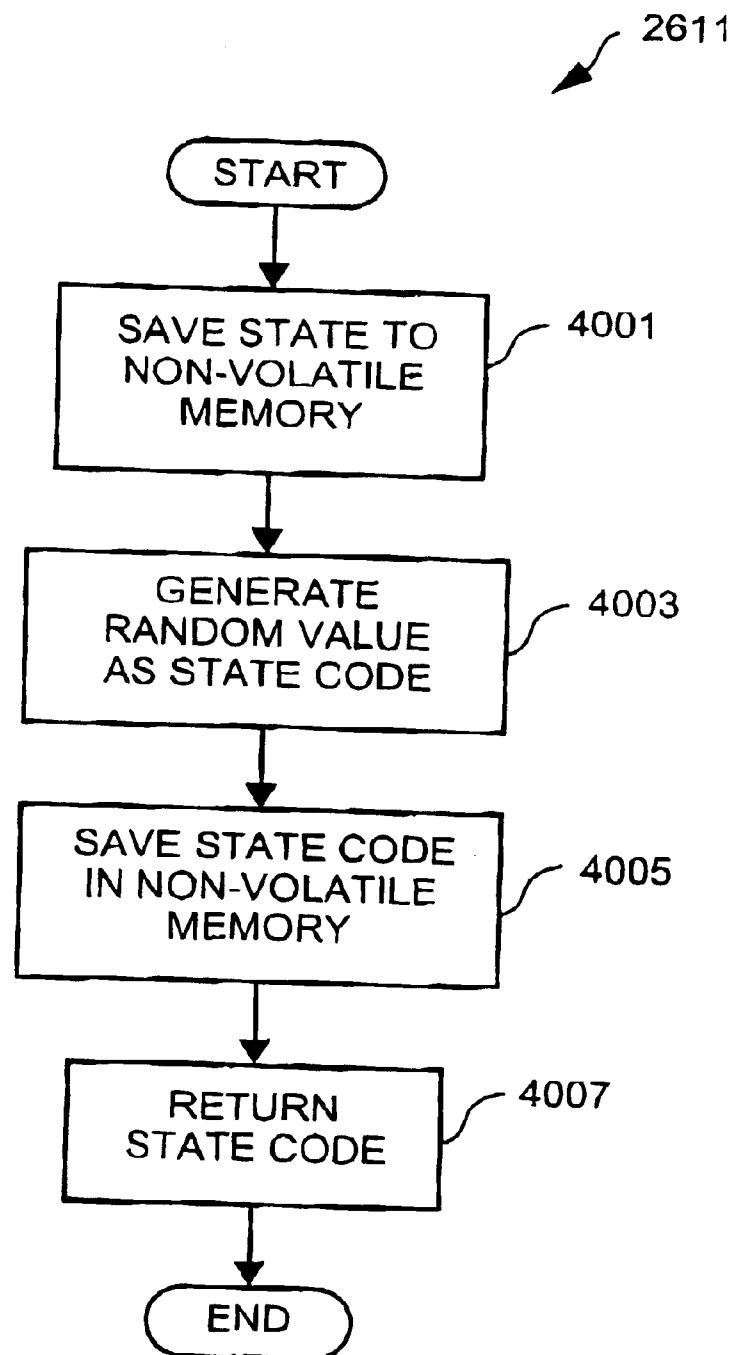 2611
START
SAVE STATE TO
NON-VOLATILE
MEMORY
4001
GENERATE
RANDOM VALUE
AS STATE CODE
4003
SAVE STATE CODE
IN NON-VOLATILE
MEMORY
4005
RETURN
STATE CODE
4007
END